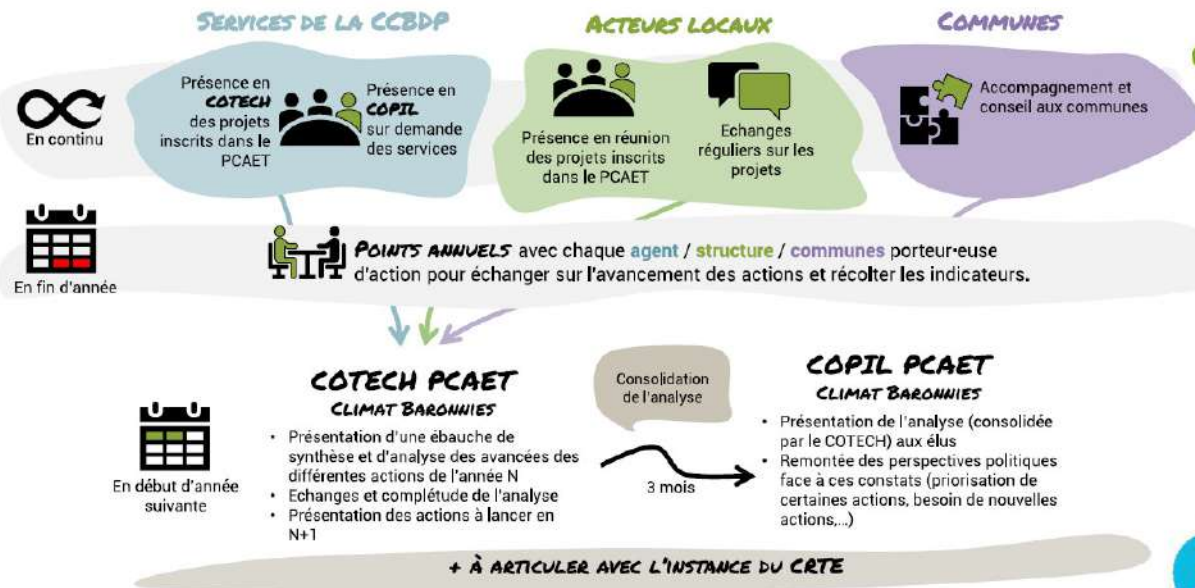 SERVICES DE LA CCBDP
ACTEURS LOCAUX
COMMUNES
En continu
Présence en
COTECH
des projets
inscrits dans le
PCAET
Présence en
COPIL
sur demande
des services
Présence en réunion
des projets inscrits
dans le PCAET
Echanges
réguliers sur les
projets
Accompagnement et
conseil aux communes
En fin d'année
POINTS ANNUELS avec chaque agent / structure / communes porteur·euse
d'action pour échanger sur l'avancement des actions et récolter les indicateurs.
En début d'année
suivante
COTECH PCAET
CLIMAT BARONNIES
• Présentation d'une ébauche de
synthèse et d'analyse des avancées des
différentes actions de l'année N
• Echanges et complétude de l'analyse
• Présentation des actions à lancer en
N+1
Consolidation
de l'analyse
3 mois
COPIL PCAET
CLIMAT BARONNIES
• Présentation de l'analyse (consolidée
par le COTECH) aux élus
• Remontée des perspectives politiques
face à ces constats (priorisation de
certaines actions, besoin de nouvelles
actions,...)
+ À ARTICULER AVEC L'INSTANCE DU CRTE